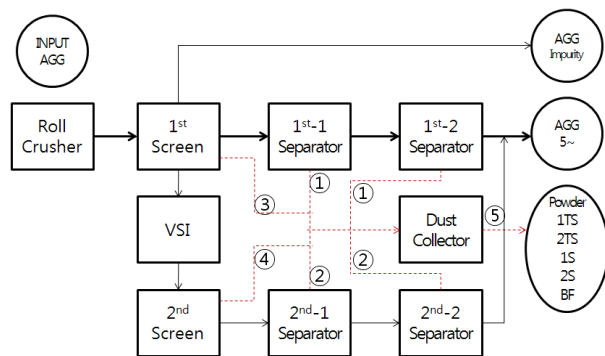 INPUT
AGG
AGG
Impurity
Roll
Crusher
1st
Screen
1st-1
Separator
1st-2
Separator
AGG
5~
①
①
③
VSI
Dust
Collector
⑤
Powder
1TS
2TS
1S
2S
BF
④
②
②
2nd
Screen
2nd-1
Separator
2nd-2
Separator